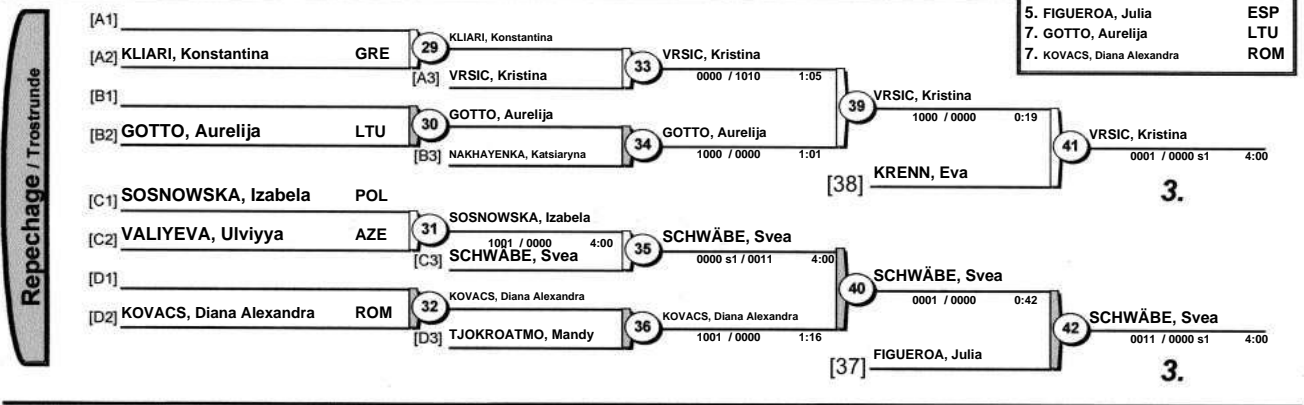 5. FIGUEROA, Julia ESP
7. GOTTO, Aurelija LTU
7. KOVACS, Diana Alexandra ROM
Repechage / Trostrunde
[A1]
[A2] KLIARI, Konstantina GRE
29
KLIARI, Konstantina
[A3] VRSIC, Kristina
33
VRSIC, Kristina
0000 / 1010 1:05
[B1]
[B2] GOTTO, Aurelija LTU
30
GOTTO, Aurelija
[B3] NAKHAYENKA, Katsiaryna
34
GOTTO, Aurelija
1000 / 0000 1:01
39
VRSIC, Kristina
1000 / 0000 0:19
[38] KRENN, Eva
41
VRSIC, Kristina
0001 / 0000 s1 4:00
3.
[C1] SOSNOWSKA, Izabela POL
[C2] VALIYEVA, Ulviyya AZE
31
SOSNOWSKA, Izabela
1001 / 0000 4:00
[C3] SCHWÄBE, Svea
35
SCHWÄBE, Svea
0000 s1 / 0011 4:00
[D1]
[D2] KOVACS, Diana Alexandra ROM
32
KOVACS, Diana Alexandra
[D3] TJOKROATMO, Mandy
36
KOVACS, Diana Alexandra
1001 / 0000 1:16
40
SCHWÄBE, Svea
0001 / 0000 0:42
[37] FIGUEROA, Julia
42
SCHWÄBE, Svea
0011 / 0000 s1 4:00
3.